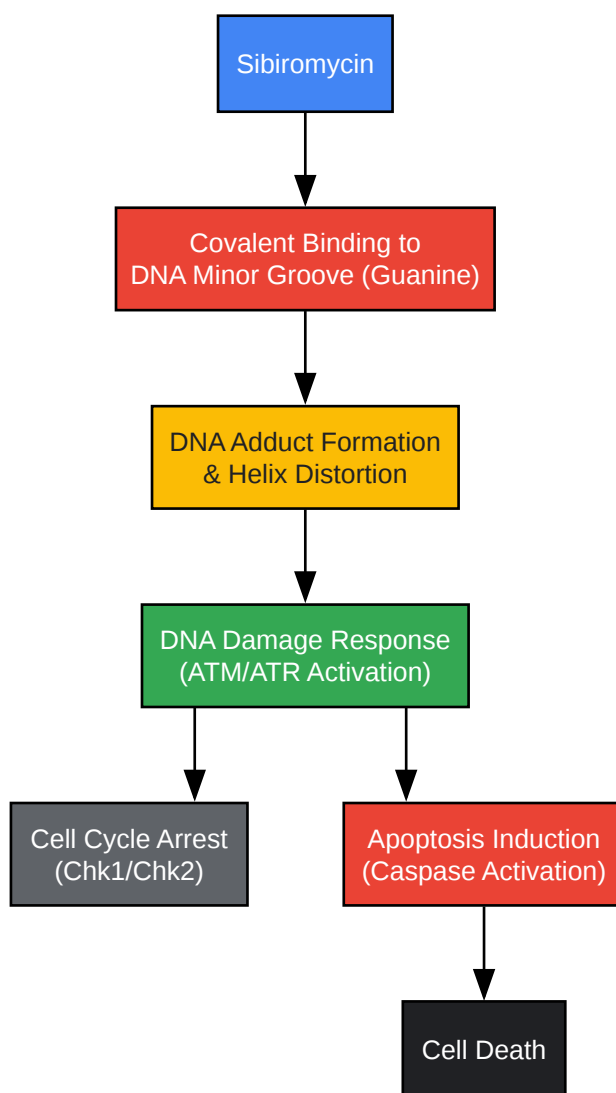 Sibiromycin
Covalent Binding to
DNA Minor Groove (Guanine)
DNA Adduct Formation
& Helix Distortion
DNA Damage Response
(ATM/ATR Activation)
Cell Cycle Arrest
(Chk1/Chk2)
Apoptosis Induction
(Caspase Activation)
Cell Death